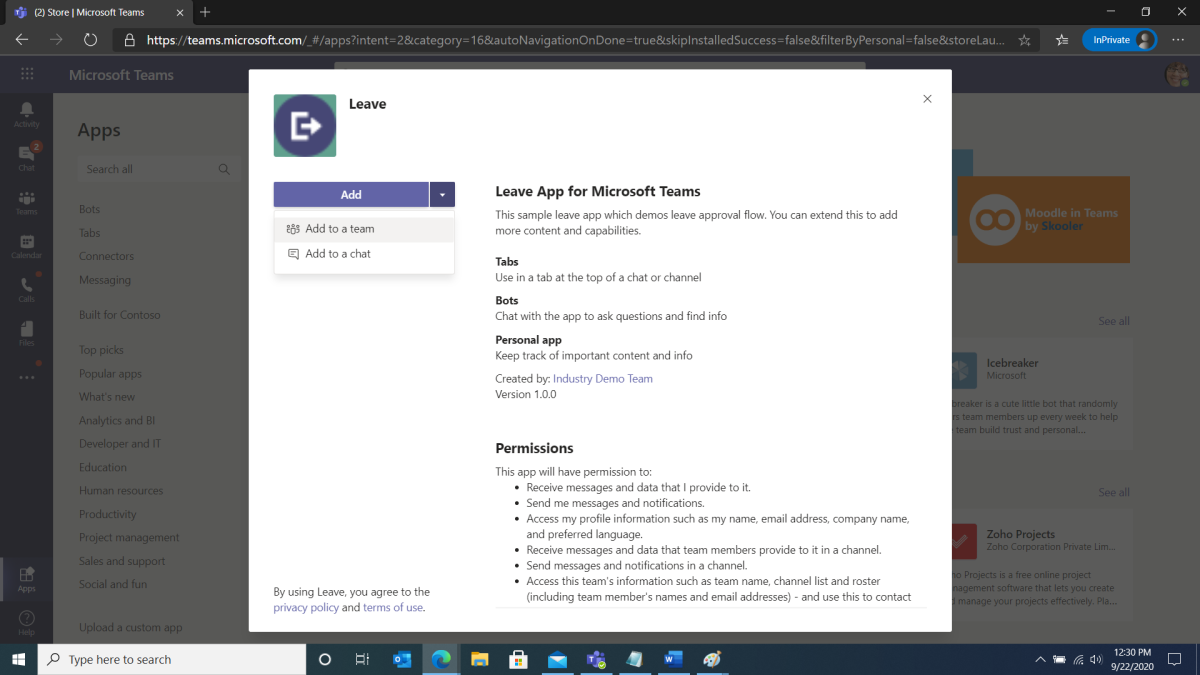 (2) Store | Microsoft Teams
https://teams.microsoft.com/_#/apps?intent=2&category=16&autoNavigationOnDone=true&skipInstalledSuccess=false&filterByPersonal=false&storeLau...
InPrivate
Microsoft Teams
Activity
2
Chat
Teams
Calendar
Calls
Files
Apps
Help
Apps
Search all
Bots
Tabs
Connectors
Messaging
Built for Contoso
Top picks
Popular apps
What's new
Analytics and BI
Developer and IT
Education
Human resources
Productivity
Project management
Sales and support
Social and fun
Upload a custom app
Leave
Add
Add to a team
Add to a chat
By using Leave, you agree to the
privacy policy and terms of use.
Leave App for Microsoft Teams
This sample leave app which demos leave approval flow. You can extend this to add
more content and capabilities.
Tabs
Use in a tab at the top of a chat or channel
Bots
Chat with the app to ask questions and find info
Personal app
Keep track of important content and info
Created by: Industry Demo Team
Version 1.0.0
Permissions
This app will have permission to:
• Receive messages and data that I provide to it.
• Send me messages and notifications.
• Access my profile information such as my name, email address, company name,
and preferred language.
• Receive messages and data that team members provide to it in a channel.
• Send messages and notifications in a channel.
• Access this team's information such as team name, channel list and roster
(including team member's names and email addresses) - and use this to contact
Moodle in Teams
by Skooler
See all
Icebreaker
Microsoft
breaker is a cute little bot that randomly
rs team members up every week to help
team build trust and personal...
See all
Zoho Projects
Zoho Corporation Private Lim...
ho Projects is a free online project
nagement software that lets you create
d manage your projects effectively. Pla...
Type here to search
12:30 PM
9/22/2020